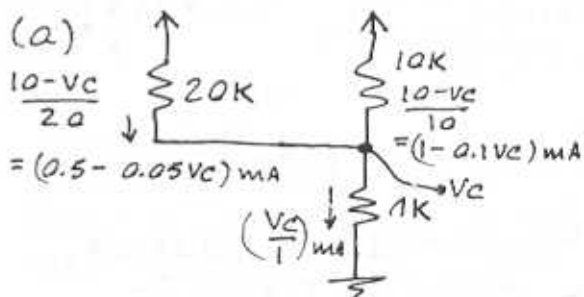 (a)
10-VC
20
= (0.5 - 0.05VC) mA
20K
10K
10-VC
10
=(1-0.1VC) mA
VC
1K
(VC
1) mA